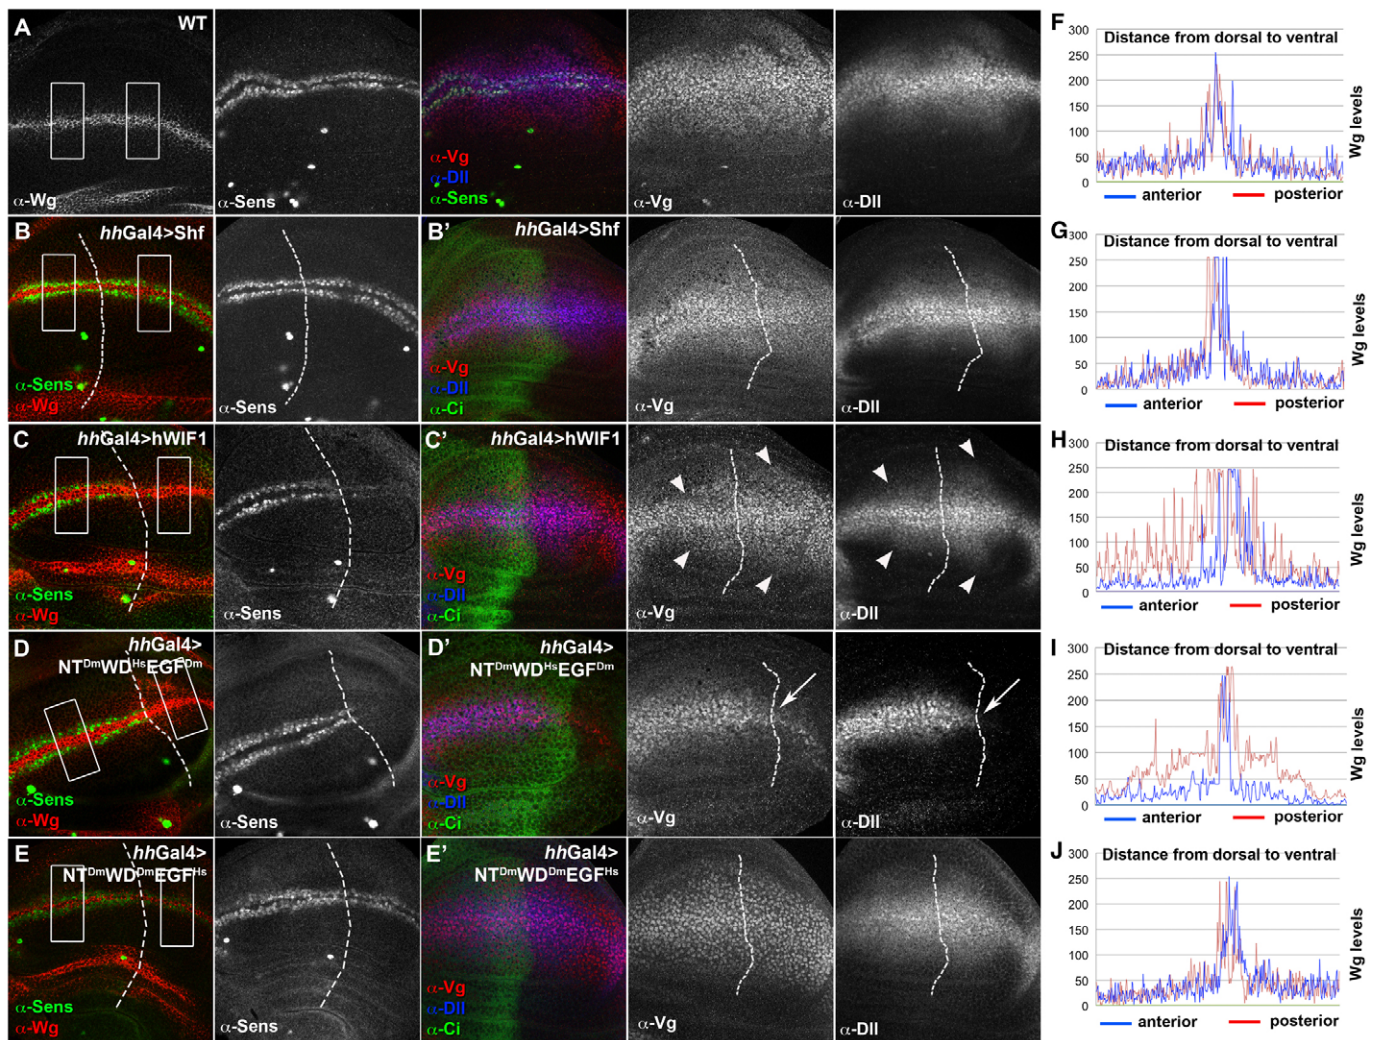 A WT
α-Wg
α-Sens
α-Vg
α-Dll
α-Sens
α-Vg
α-Dll
F
300
250
200
150
100
50
0
Distance from dorsal to ventral
Wg levels
anterior posterior
B hhGal4>Shf
α-Sens
α-Wg
α-Sens
B’ hhGal4>Shf
α-Vg
α-Dll
α-Ci
α-Vg
α-Dll
G
300
250
200
150
100
50
0
Distance from dorsal to ventral
Wg levels
anterior posterior
C hhGal4>hWIF1
α-Sens
α-Wg
α-Sens
C’ hhGal4>hWIF1
α-Vg
α-Dll
α-Ci
α-Vg
α-Dll
H
300
250
200
150
100
50
0
Distance from dorsal to ventral
Wg levels
anterior posterior
D hhGal4>
NTDmWDHsEGFDm
α-Sens
α-Wg
α-Sens
D’ hhGal4>
NTDmWDHsEGFDm
α-Vg
α-Dll
α-Ci
α-Vg
α-Dll
I
300
250
200
150
100
50
0
Distance from dorsal to ventral
Wg levels
anterior posterior
E hhGal4>
NTDmWDDmEGFHs
α-Sens
α-Wg
α-Sens
E’ hhGal4>
NTDmWDDmEGFHs
α-Vg
α-Dll
α-Ci
α-Vg
α-Dll
J
300
250
200
150
100
50
0
Distance from dorsal to ventral
Wg levels
anterior posterior